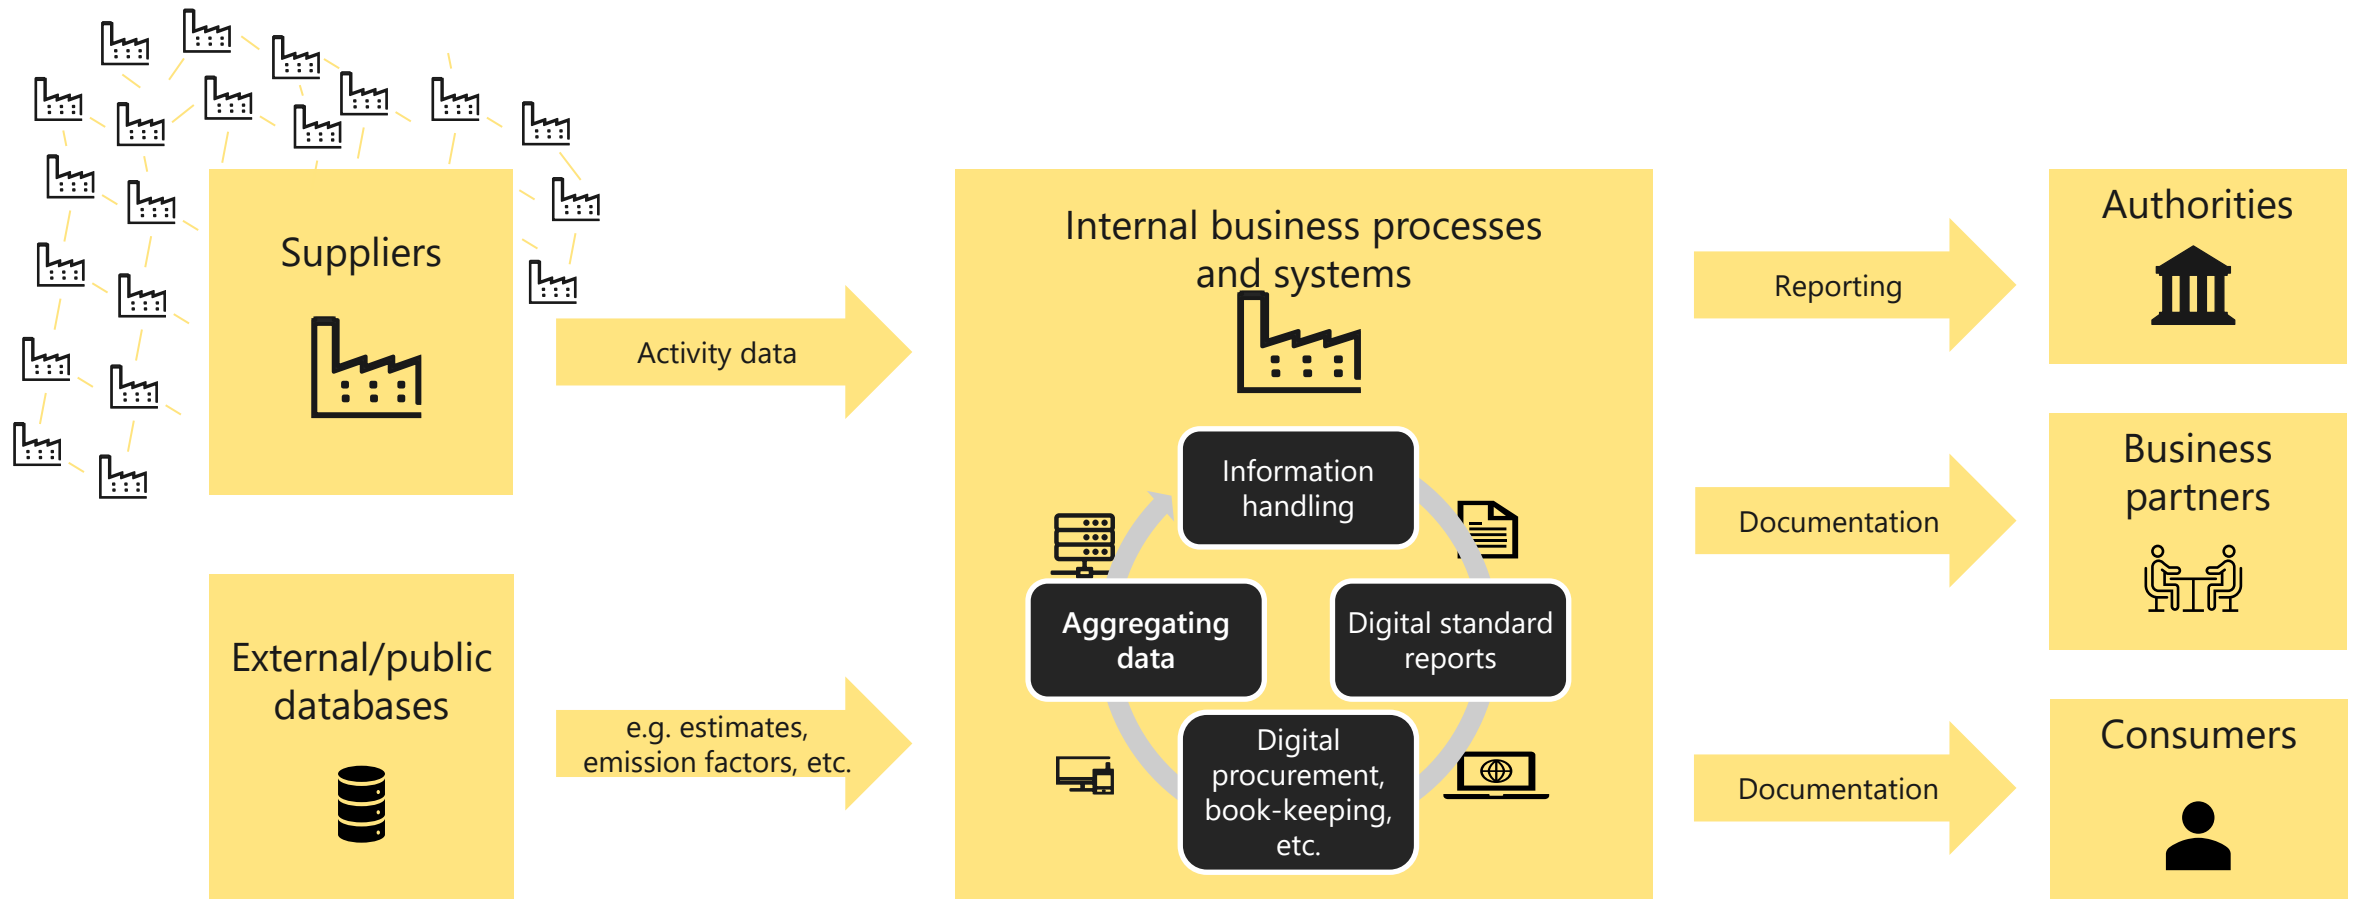 Suppliers
Activity data
External/public
databases
e.g. estimates,
emission factors, etc.
Internal business processes
and systems
Information
handling
Aggregating
data
Digital standard
reports
Digital
procurement,
book-keeping,
etc.
Reporting
Authorities
Documentation
Business
partners
Documentation
Consumers